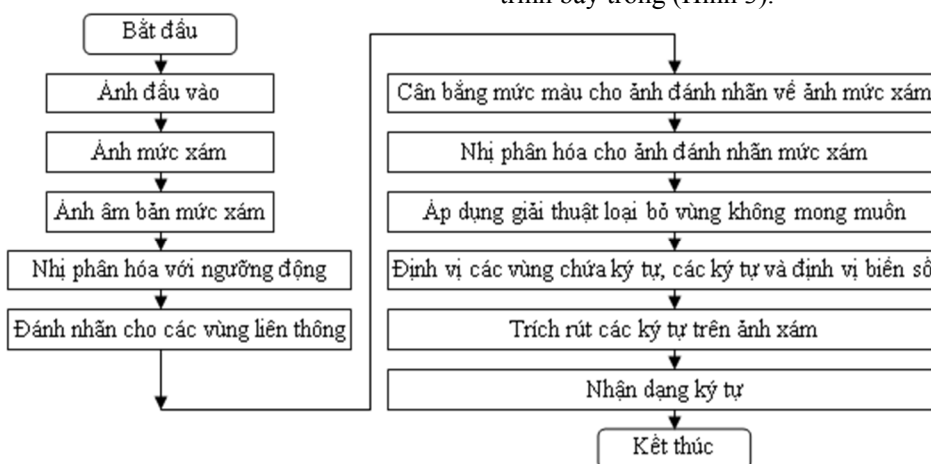 trình bày trong (Hình 3).
Bắt đầu
Ảnh đầu vào
Ảnh mức xám
Ảnh âm bản mức xám
Nhị phân hóa với ngưỡng động
Đánh nhãn cho các vùng liên thông
Cân bằng mức màu cho ảnh đánh nhãn về ảnh mức xám
Nhị phân hóa cho ảnh đánh nhãn mức xám
Áp dụng giải thuật loại bỏ vùng không mong muốn
Định vị các vùng chứa ký tự, các ký tự và định vị biển số
Trích rút các ký tự trên ảnh xám
Nhận dạng ký tự
Kết thúc